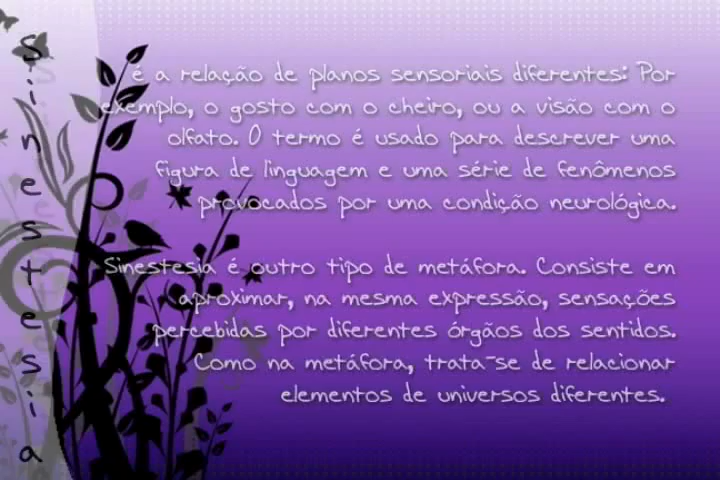 sinestesia
é a relação de planos sensoriais diferentes: Por
exemplo, o gosto com o cheiro, ou a visão com o
olfato. O termo é usado para descrever uma
figura de linguagem e uma série de fenômenos
provocados por uma condição neurológica.
Sinestesia é outro tipo de metáfora. Consiste em
aproximar, na mesma expressão, sensações
percebidas por diferentes órgãos dos sentidos.
Como na metáfora, trata-se de relacionar
elementos de universos diferentes.